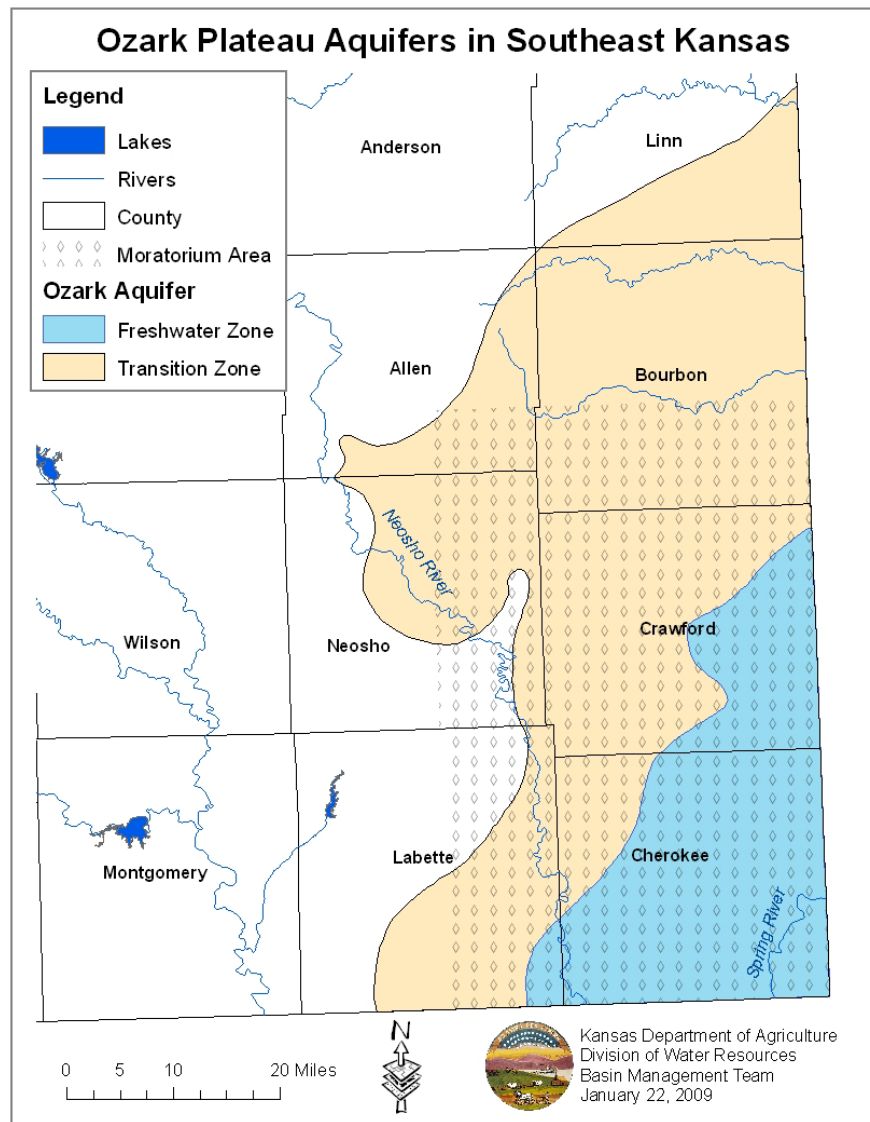 Ozark Plateau Aquifers in Southeast Kansas
Legend
Lakes
Rivers
County
Moratorium Area
Ozark Aquifer
Freshwater Zone
Transition Zone
Anderson
Linn
Allen
Bourbon
Neosho River
Wilson
Neosho
Crawford
Montgomery
Labette
Cherokee
Spring River
N
0 5 10 20 Miles
Kansas Department of Agriculture
Division of Water Resources
Basin Management Team
January 22, 2009